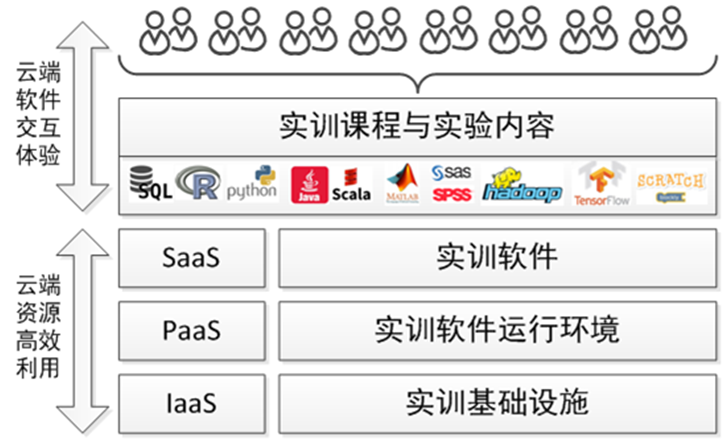 云端
软件
交互
体验
实训课程与实验内容
SQL R python Java Scala MATLAB sas SPSS hadoop TensorFlow SCRATCH
云端
资源
高效
利用
SaaS 实训软件
PaaS 实训软件运行环境
IaaS 实训基础设施